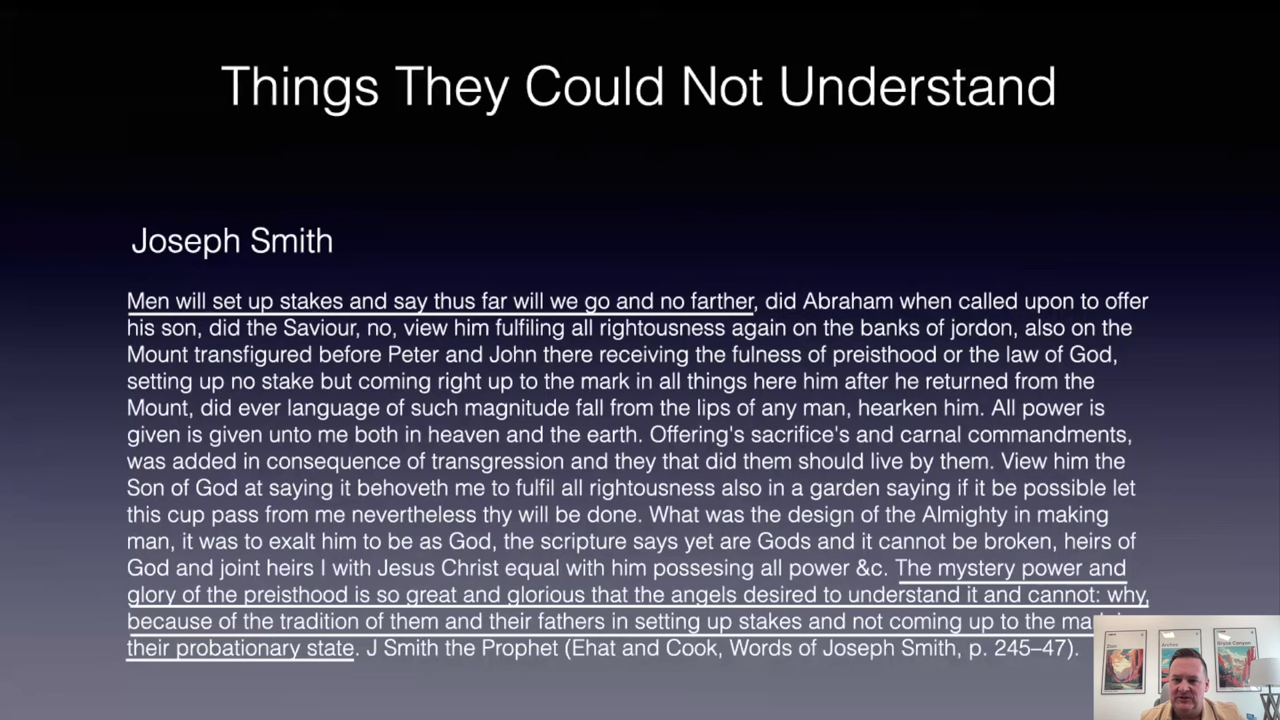 Things They Could Not Understand
Joseph Smith
Men will set up stakes and say thus far will we go and no farther, did Abraham when called upon to offer
his son, did the Saviour, no, view him fulfiling all rightousness again on the banks of jordon, also on the
Mount transfigured before Peter and John there receiving the fulness of preisthood or the law of God,
setting up no stake but coming right up to the mark in all things here him after he returned from the
Mount, did ever language of such magnitude fall from the lips of any man, hearken him. All power is
given is given unto me both in heaven and the earth. Offering's sacrifice's and carnal commandments,
was added in consequence of transgression and they that did them should live by them. View him the
Son of God at saying it behoveth me to fulfil all rightousness also in a garden saying if it be possible let
this cup pass from me nevertheless thy will be done. What was the design of the Almighty in making
man, it was to exalt him to be as God, the scripture says yet are Gods and it cannot be broken, heirs of
God and joint heirs I with Jesus Christ equal with him possesing all power &c. The mystery power and
glory of the preisthood is so great and glorious that the angels desired to understand it and cannot: why,
because of the tradition of them and their fathers in setting up stakes and not coming up to the
their probationary state. J Smith the Prophet (Ehat and Cook, Words of Joseph Smith, p. 245–47).
Zion
Arches
Bryce Canyon